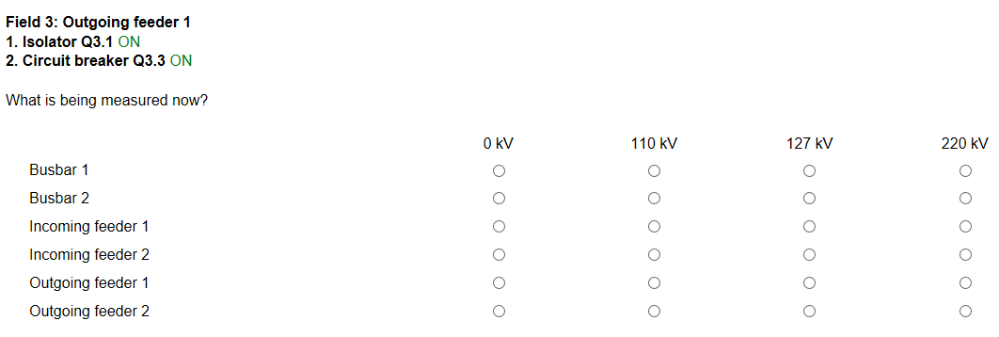 Field 3: Outgoing feeder 1
1. Isolator Q3.1 ON
2. Circuit breaker Q3.3 ON
What is being measured now?
0 kV 110 kV 127 kV 220 kV
Busbar 1
Busbar 2
Incoming feeder 1
Incoming feeder 2
Outgoing feeder 1
Outgoing feeder 2